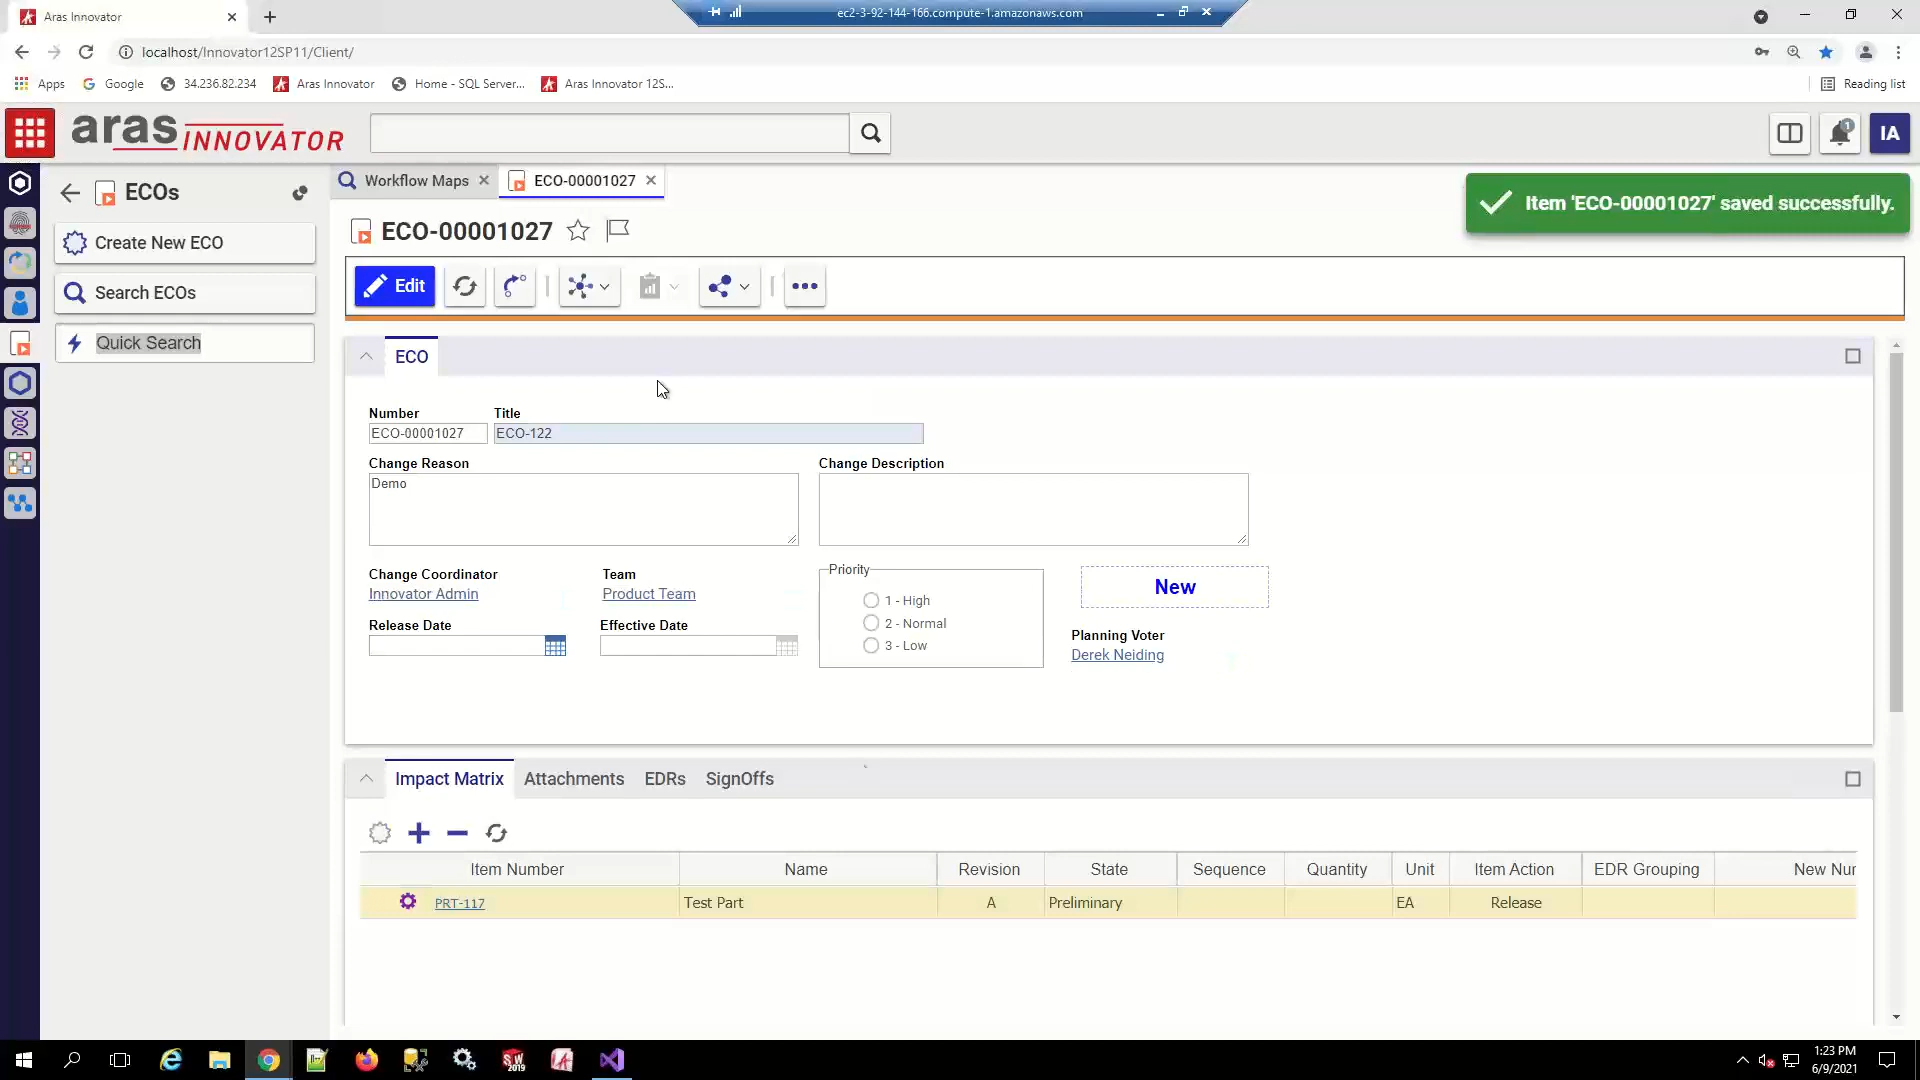 Aras Innovator
ec2-3-92-144-166.compute-1.amazonaws.com
localhost/Innovator12SP11/Client/
Apps
Google
34.236.82.234
Aras Innovator
Home - SQL Server...
Aras Innovator 12S...
Reading list
aras INNOVATOR
1
IA
ECOs
Workflow Maps
ECO-00001027
Item 'ECO-00001027' saved successfully.
Create New ECO
Search ECOs
Quick Search
ECO-00001027
Edit
ECO
Number
Title
ECO-00001027
ECO-122
Change Reason
Change Description
Demo
Change Coordinator
Team
Priority
Innovator Admin
Product Team
1 - High
2 - Normal
3 - Low
New
Release Date
Effective Date
Planning Voter
Derek Neiding
Impact Matrix
Attachments
EDRs
SignOffs
Item Number
Name
Revision
State
Sequence
Quantity
Unit
Item Action
EDR Grouping
New Nur
PRT-117
Test Part
A
Preliminary
EA
Release
SW
2019
1:23 PM
6/9/2021